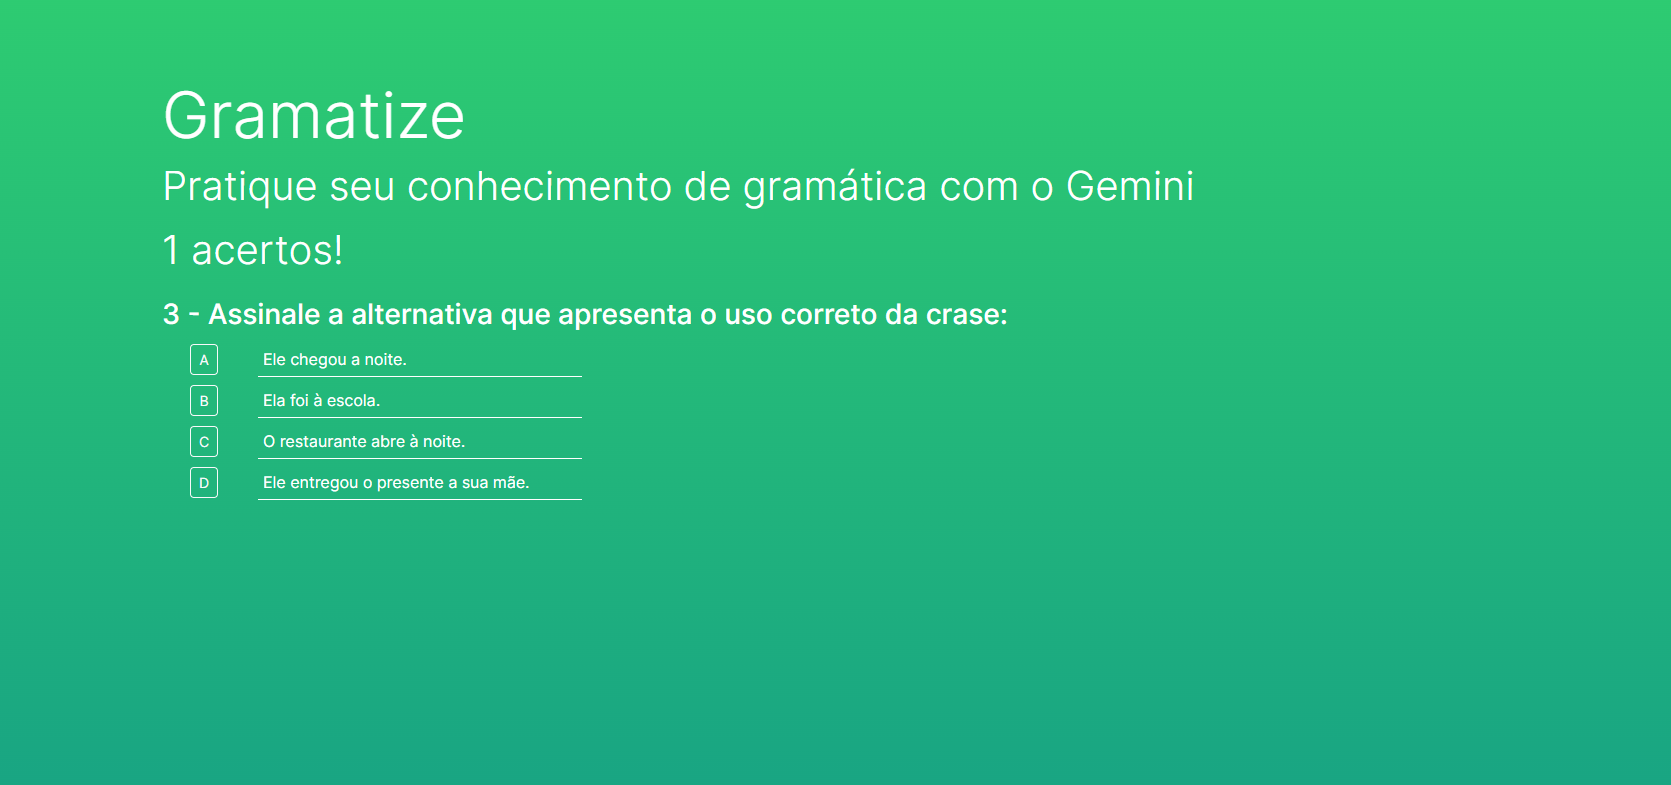 Gramatize
Pratique seu conhecimento de gramática com o Gemini
1 acertos!
3 - Assinale a alternativa que apresenta o uso correto da crase:
A Ele chegou a noite.
B Ela foi à escola.
C O restaurante abre à noite.
D Ele entregou o presente a sua mãe.